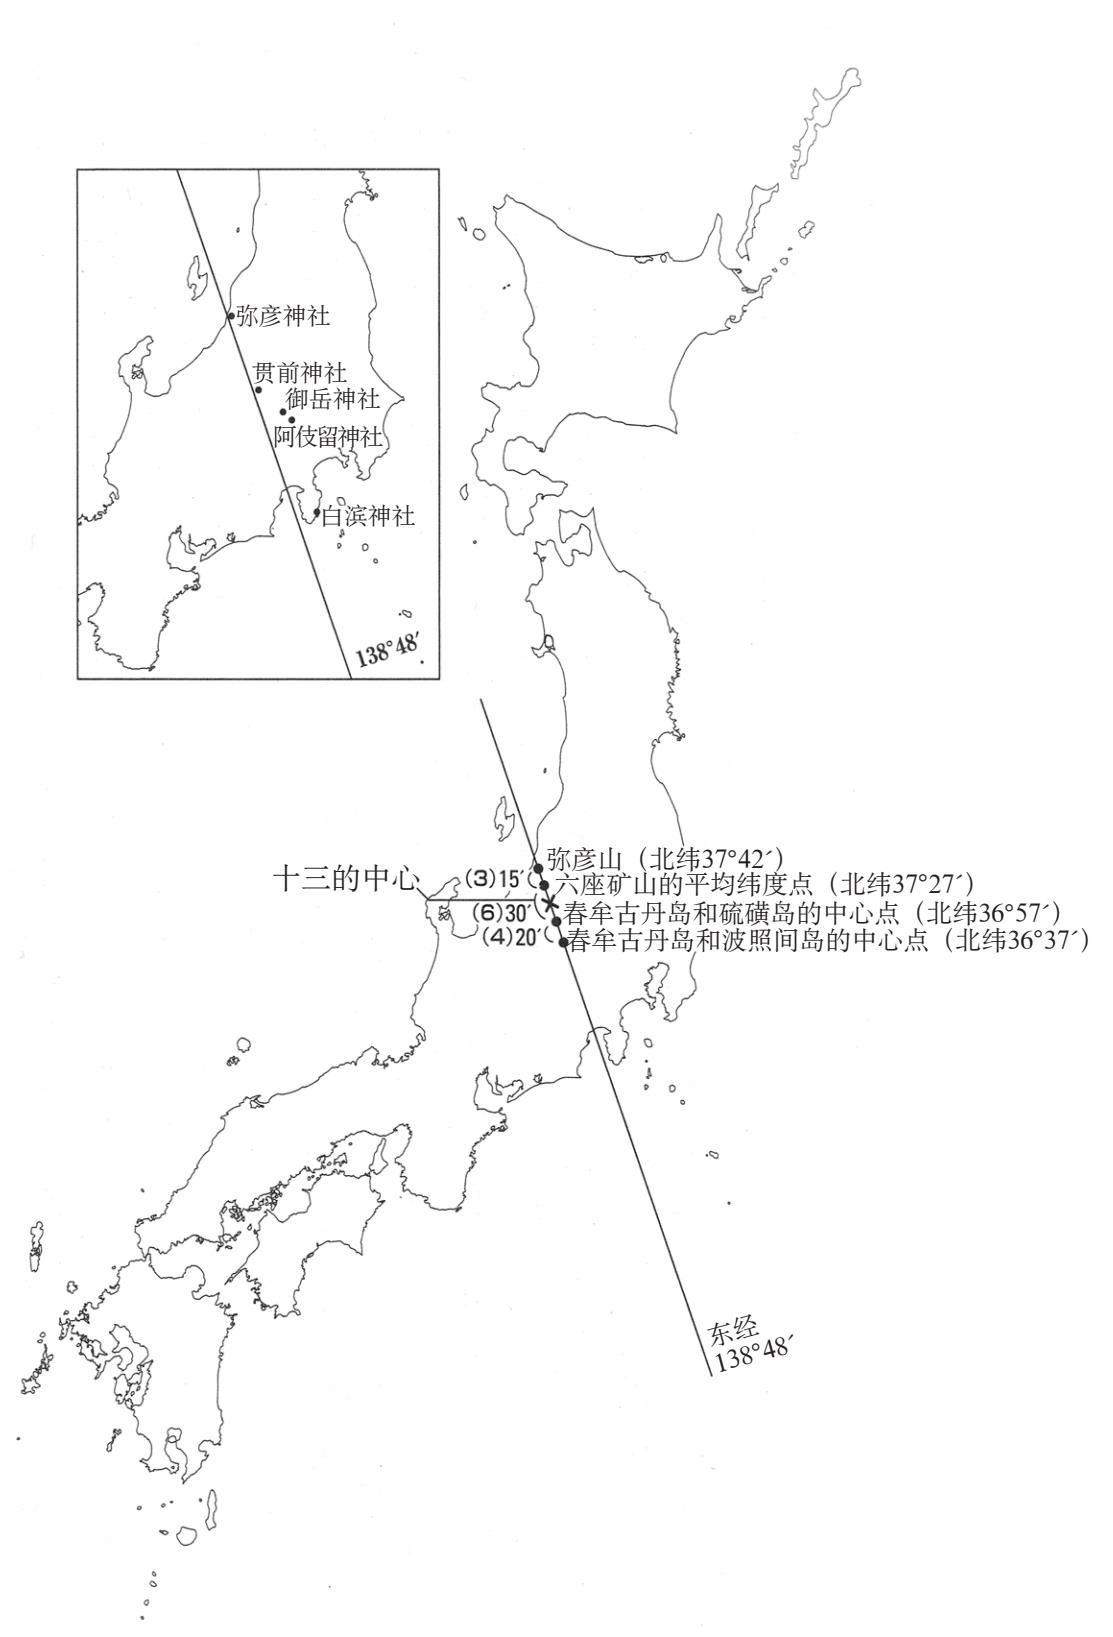 弥彦神社
贯前神社
御岳神社
阿伎留神社
白滨神社
138°48′
十三的中心
弥彦山（北纬37°42′）
(3)15′
六座矿山的平均纬度点（北纬37°27′）
(6)30′
春牟古丹岛和硫磺岛的中心点（北纬36°57′）
(4)20′
春牟古丹岛和波照间岛的中心点（北纬36°37′）
东经
138°48′